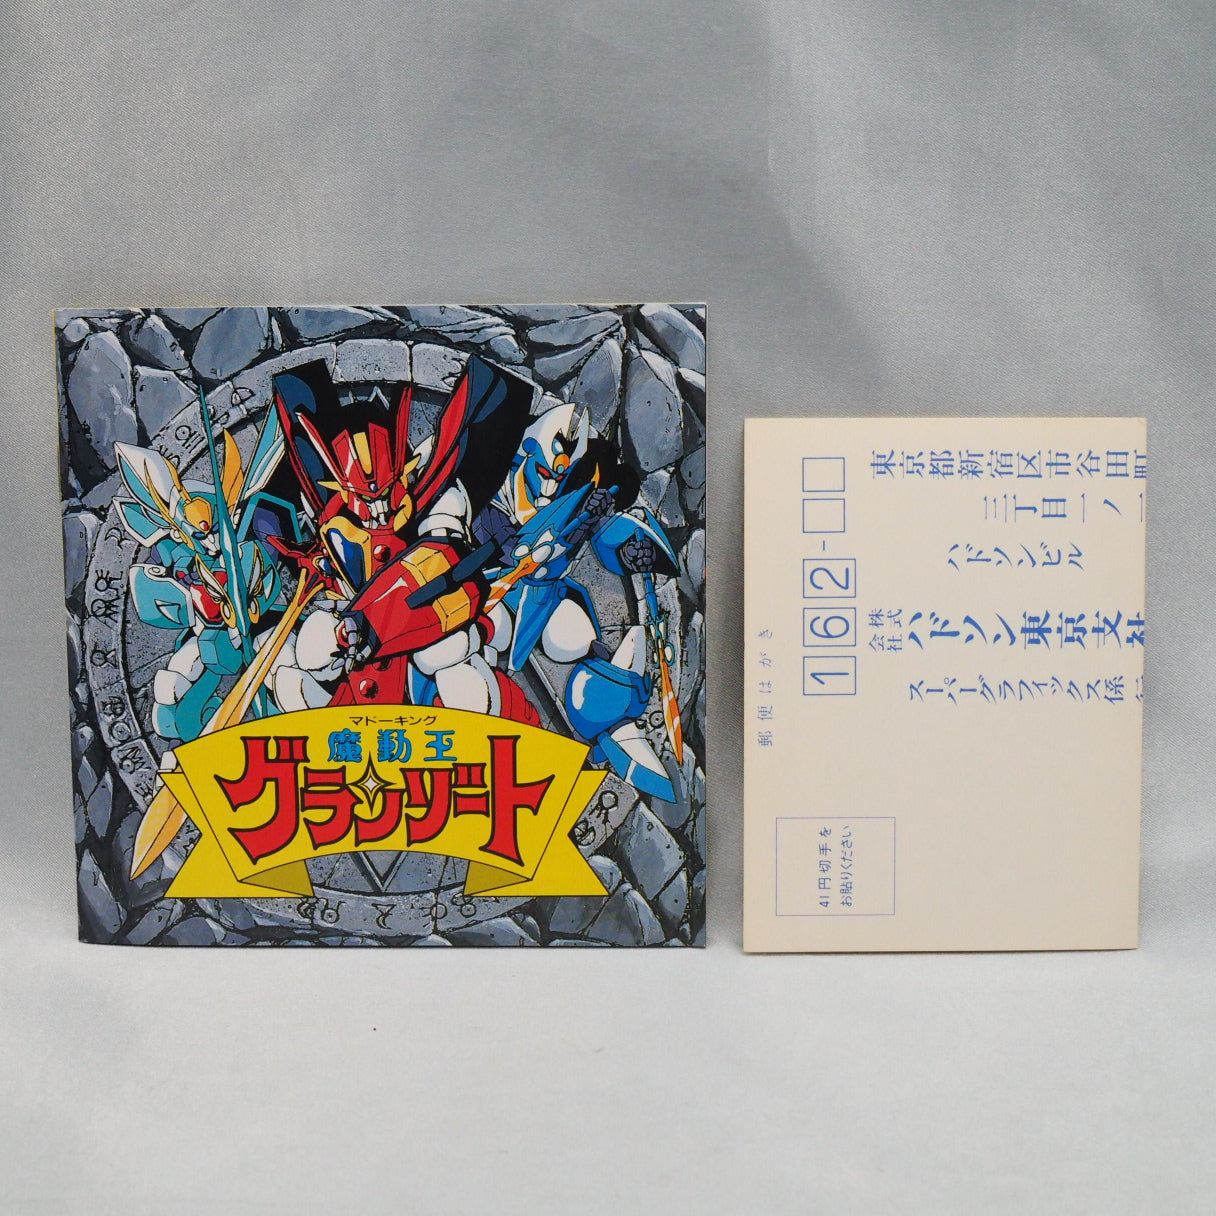 マドーキング
魔動王
グランゾート
郵便はがき
162-
東京都新宿区市谷田町
三丁目一ノ一
ハドソンビル
株式会社ハドソン東京支社
スーパーグラフィックス係 行
41円切手を
お貼りください